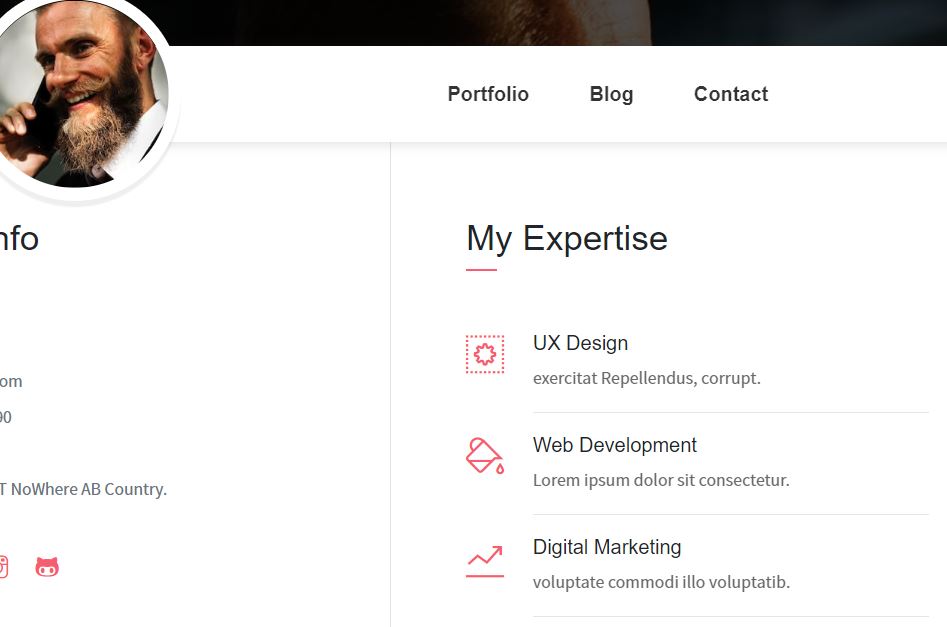 Portfolio Blog Contact
nfo
om
90
T NoWhere AB Country.
My Expertise
UX Design
exercitat Repellendus, corrupt.
Web Development
Lorem ipsum dolor sit consectetur.
Digital Marketing
voluptate commodi illo voluptatib.